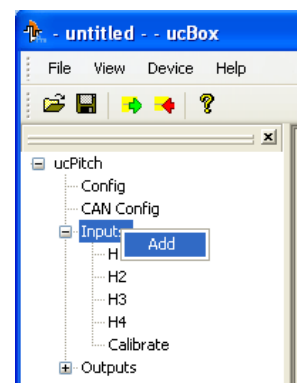 - untitled - - ucBox
File View Device Help
ucPitch
Config
CAN Config
Inputs
Add
H
H2
H3
H4
Calibrate
Outputs